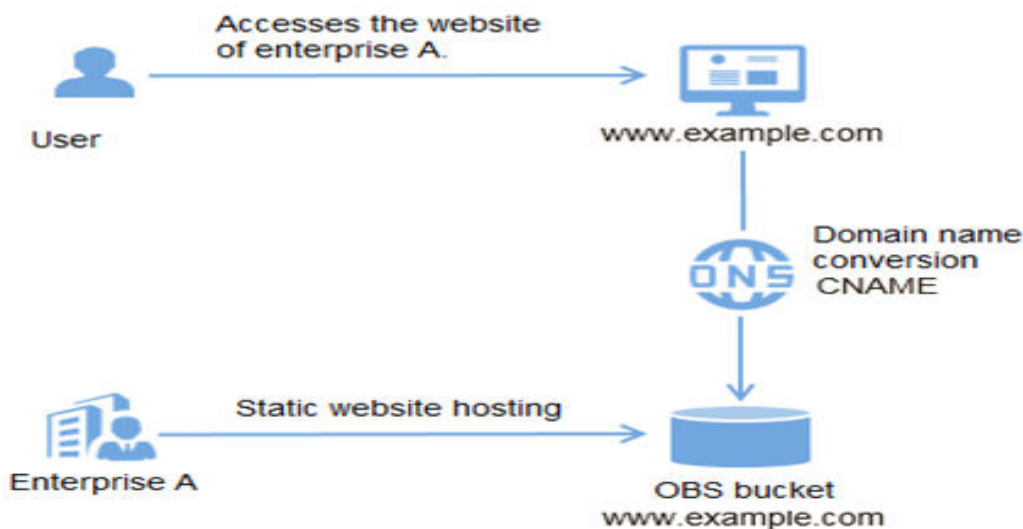 Accesses the website
of enterprise A.
User
www.example.com
DNS
Domain name
conversion
CNAME
Static website hosting
Enterprise A
OBS bucket
www.example.com